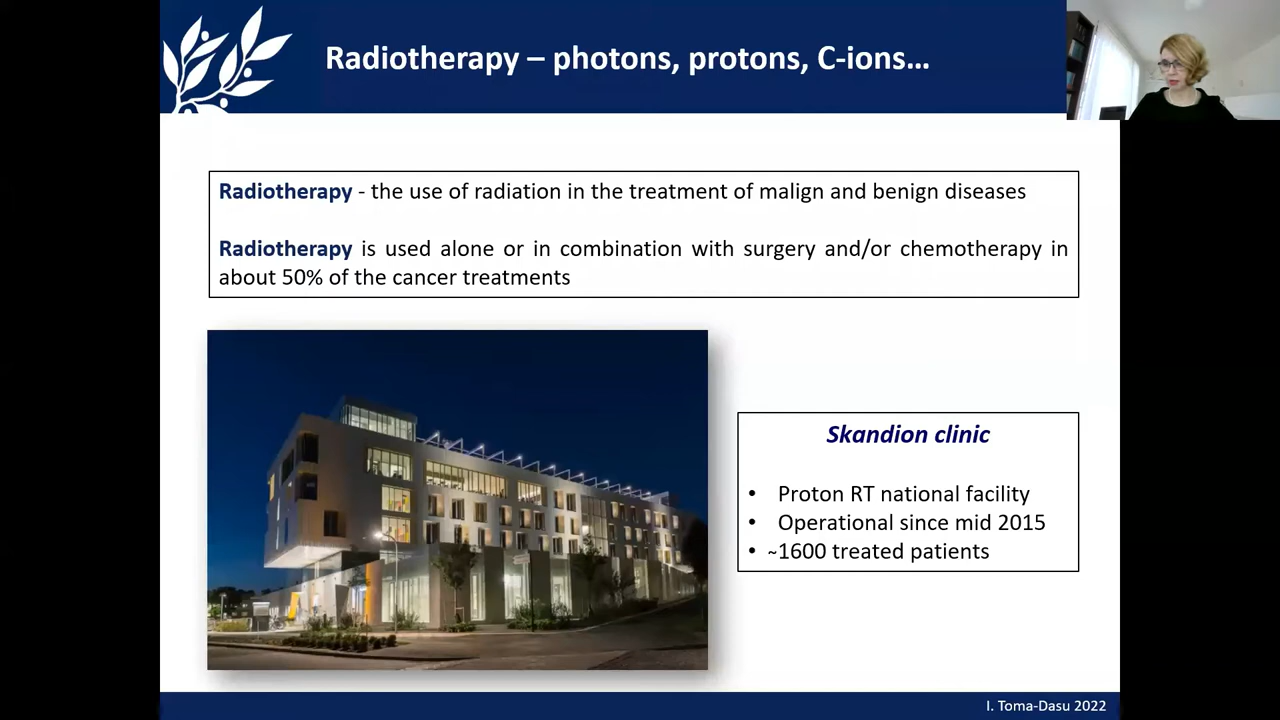 Radiotherapy – photons, protons, C-ions...
Radiotherapy - the use of radiation in the treatment of malign and benign diseases
Radiotherapy is used alone or in combination with surgery and/or chemotherapy in
about 50% of the cancer treatments
Skandion clinic
• Proton RT national facility
• Operational since mid 2015
• ~1600 treated patients
I. Toma-Dasu 2022